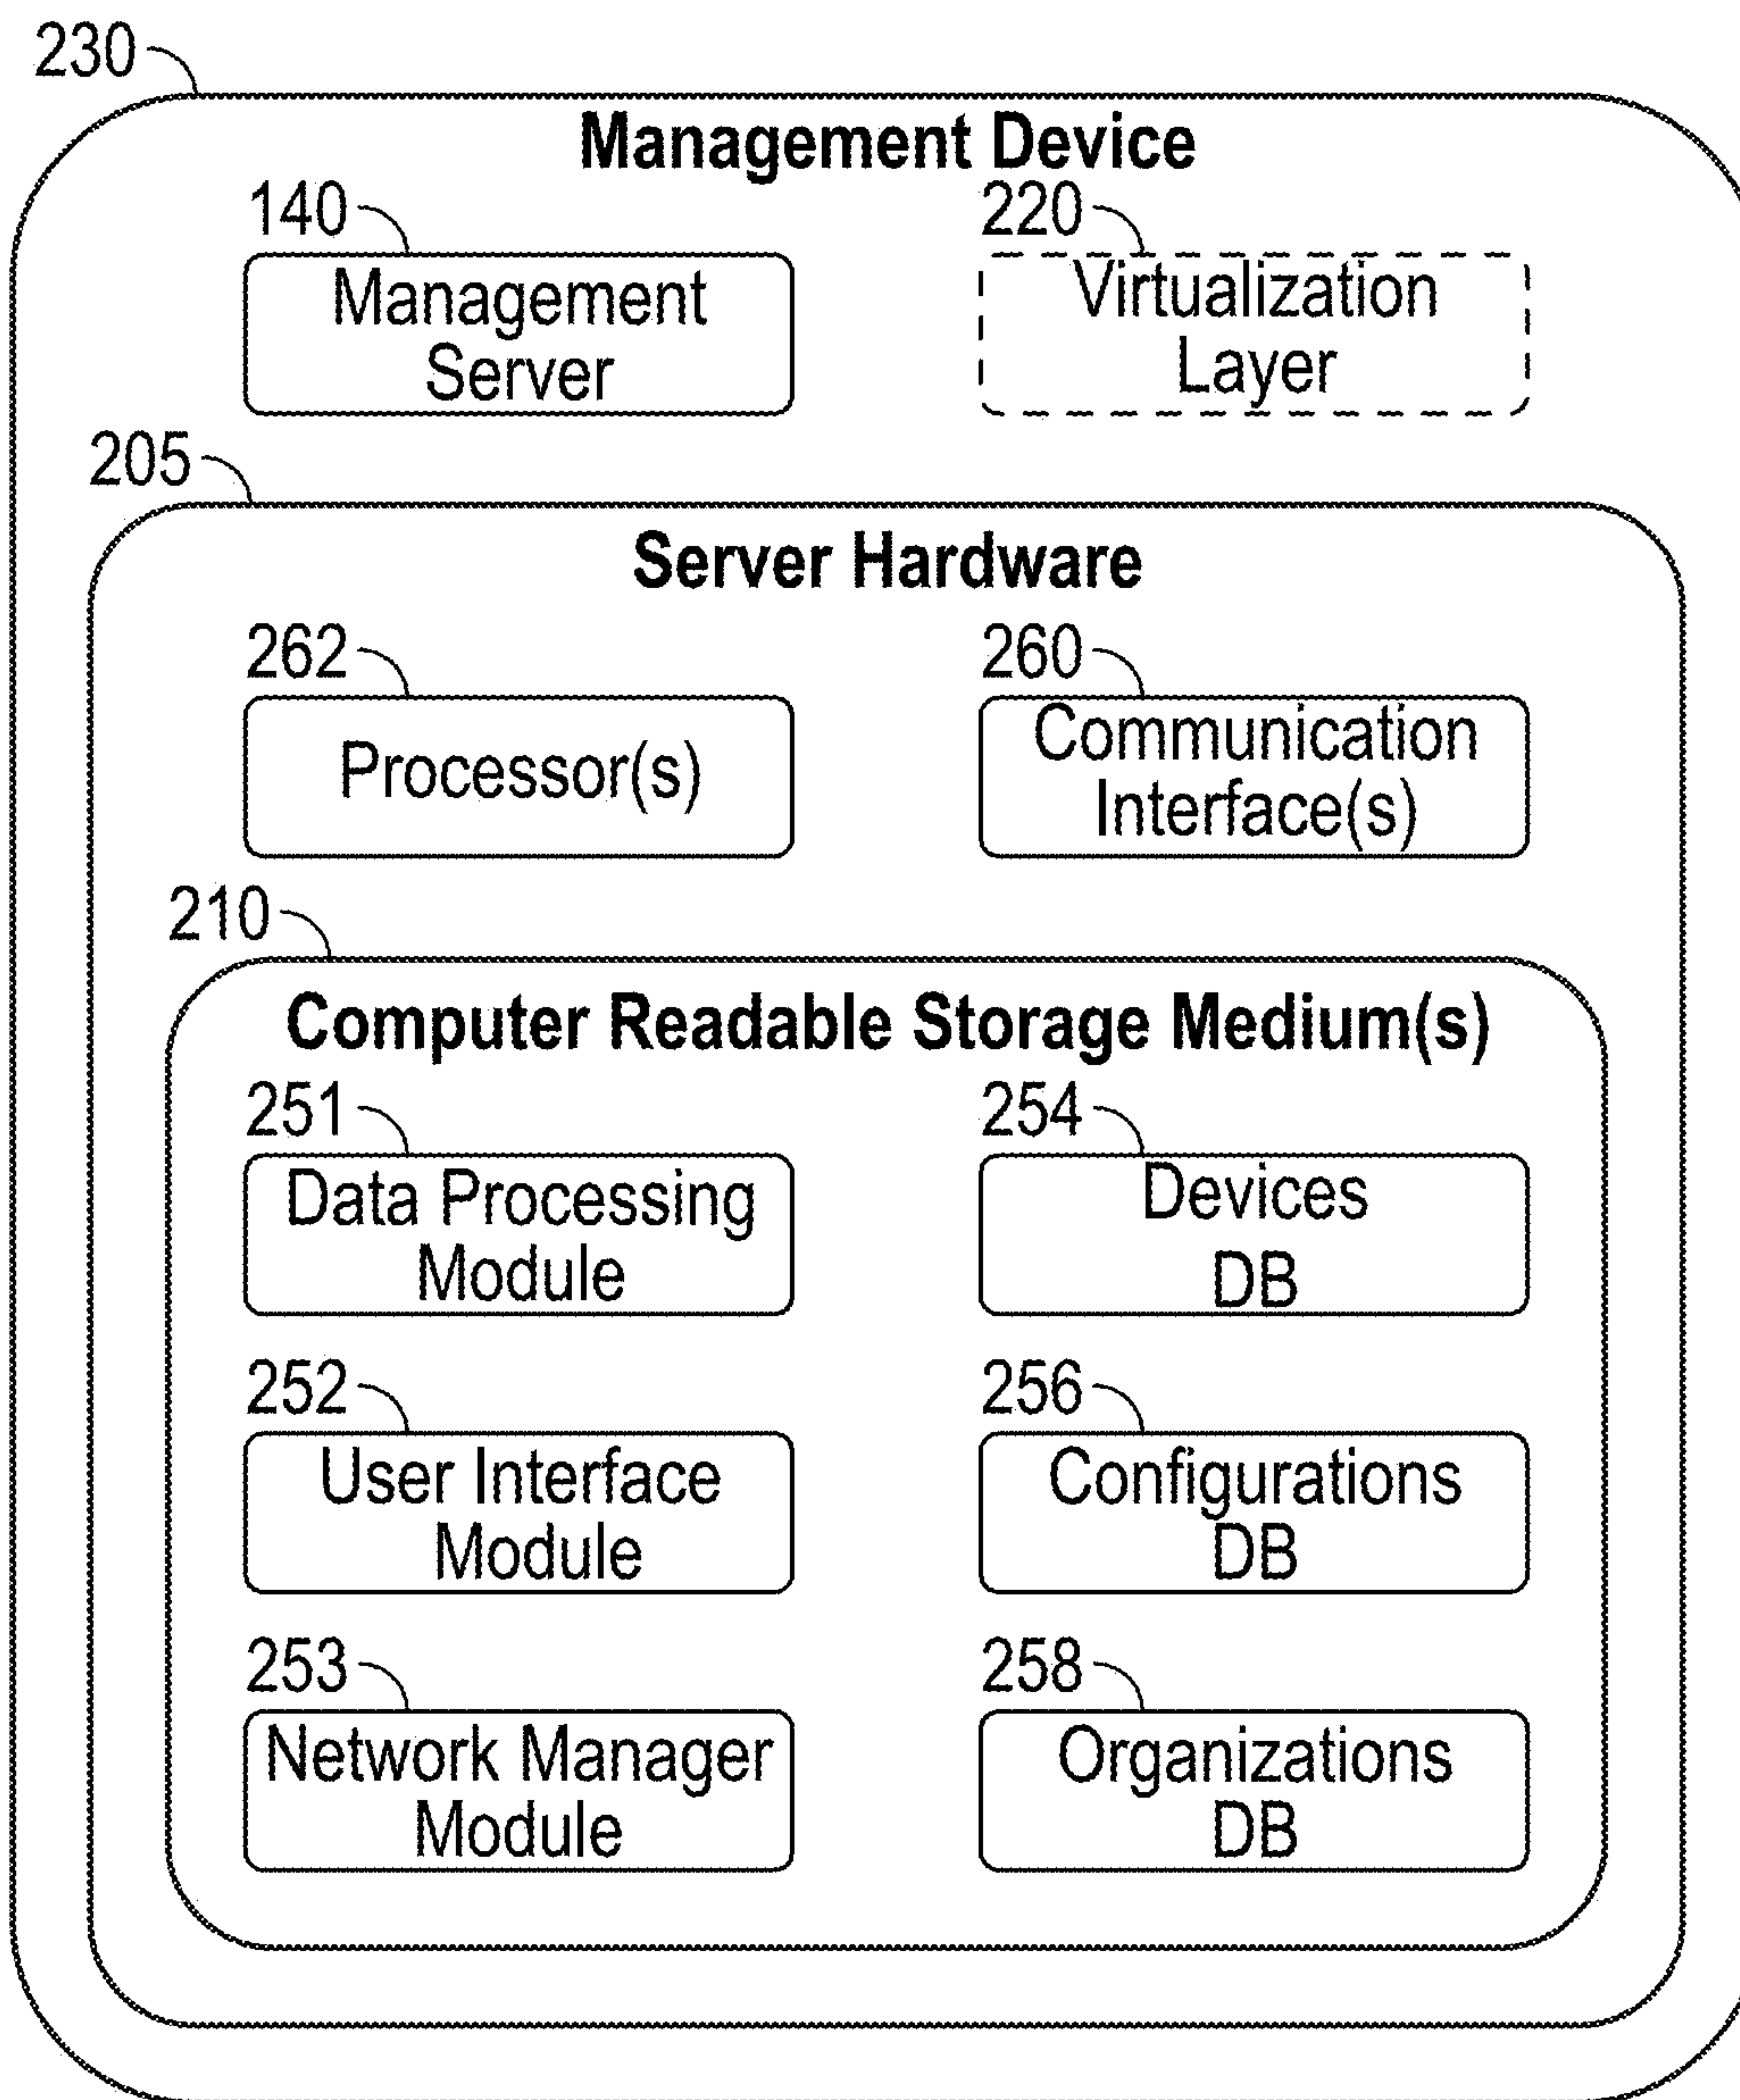 230
Management Device
140
220
Management
Server
Virtualization
Layer
205
Server Hardware
262
260
Processor(s)
Communication
Interface(s)
210
Computer Readable Storage Medium(s)
251
254
Data Processing
Module
Devices
DB
252
256
User Interface
Module
Configurations
DB
253
258
Network Manager
Module
Organizations
DB